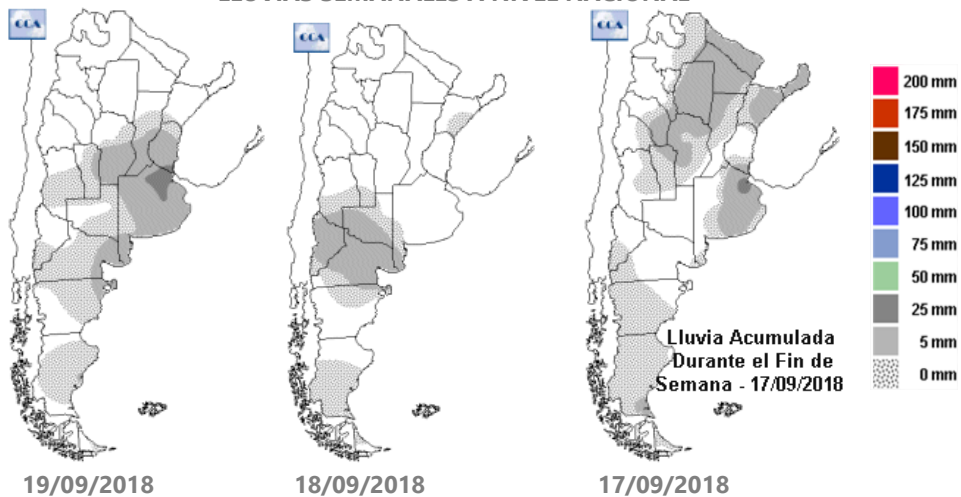 CCA
CCA
CCA
200 mm
175 mm
150 mm
125 mm
100 mm
75 mm
50 mm
25 mm
5 mm
0 mm
Lluvia Acumulada
Durante el Fin de
Semana - 17/09/2018
19/09/2018
18/09/2018
17/09/2018